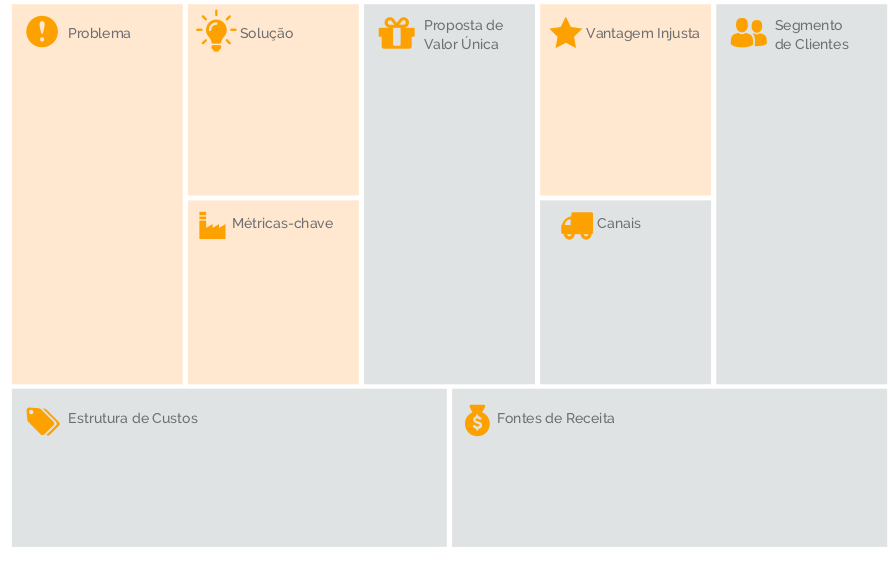 Problema
Solução
Métricas-chave
Proposta de
Valor Única
Vantagem Injusta
Canais
Segmento
de Clientes
Estrutura de Custos
$
Fontes de Receita